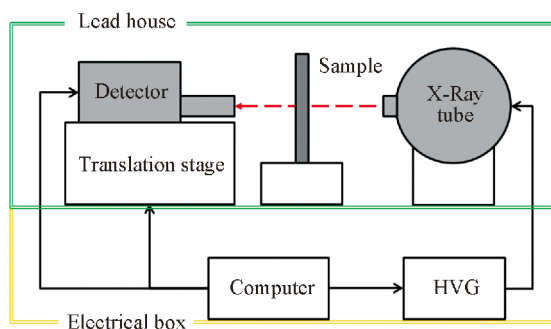 Lead house
Sample
Detector
X-Ray
tube
Translation stage
Computer
HVG
Electrical box